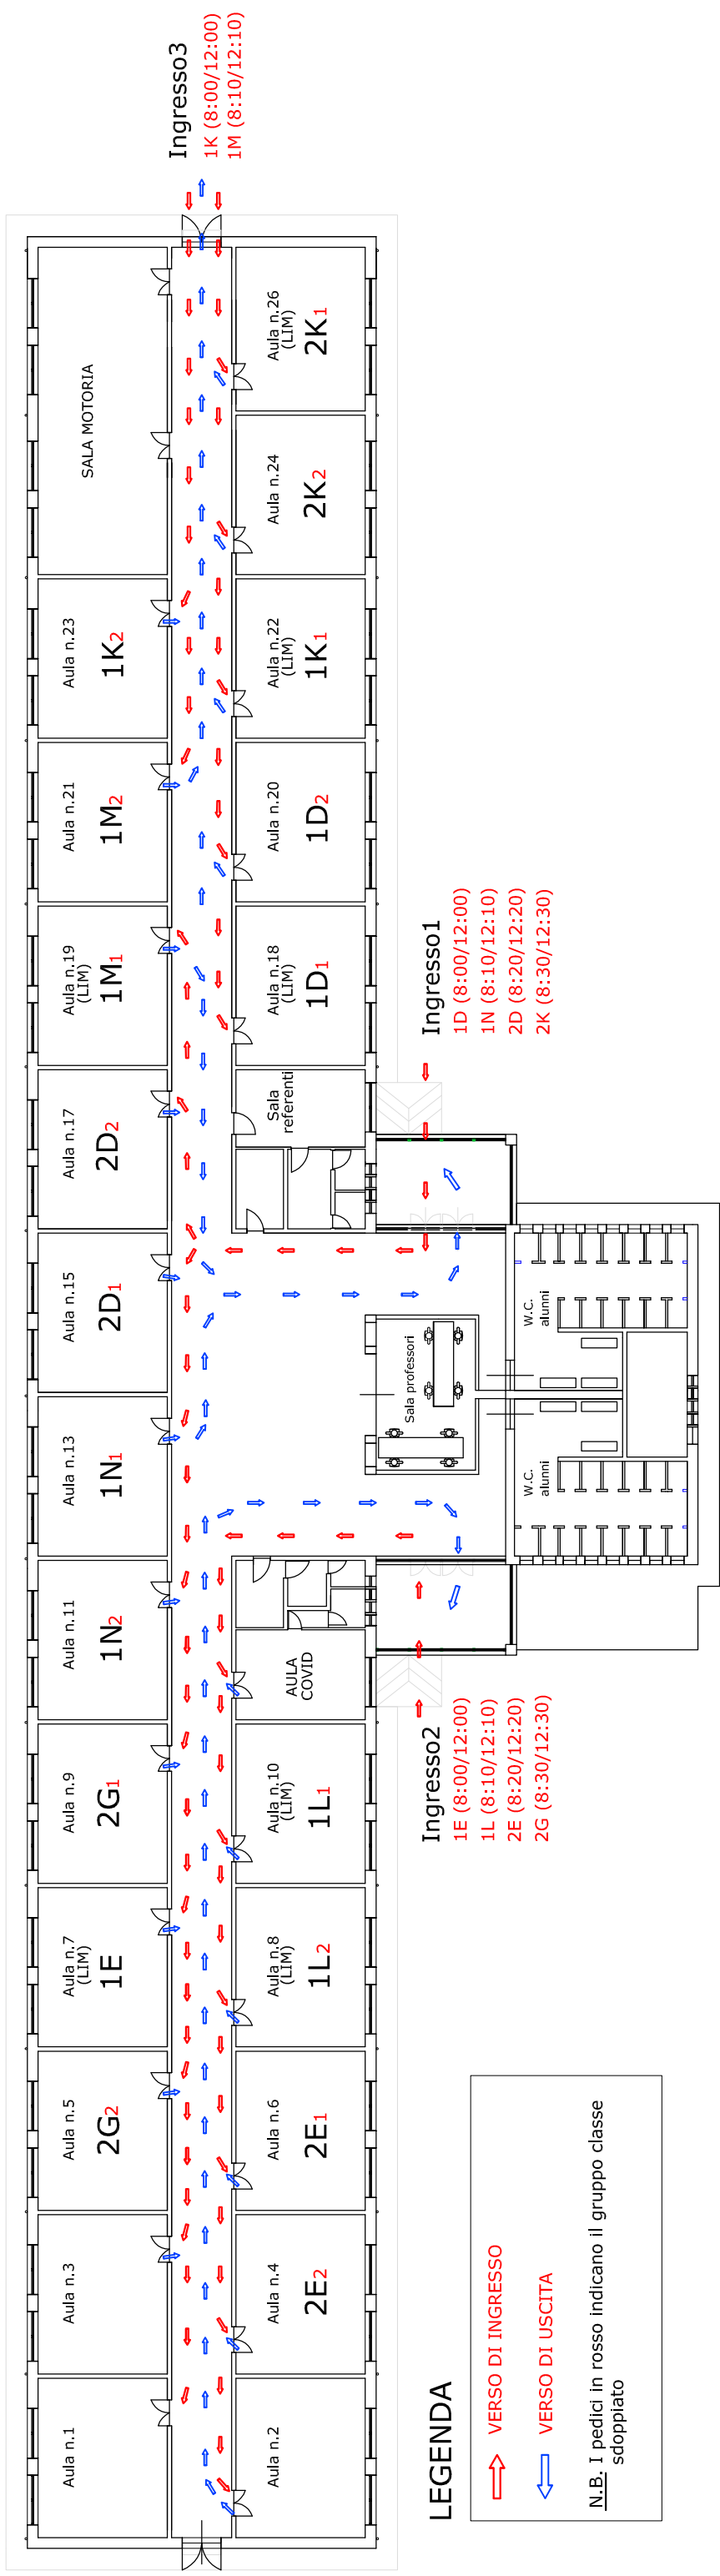 Ingresso3
1K (8:00/12:00)
1M (8:10/12:10)
SALA MOTORIA
Aula n.23
1K2
Aula n.21
1M2
Aula n.19
(LIM)
1M1
Aula n.17
2D2
Aula n.15
2D1
Aula n.13
1N1
Aula n.11
1N2
Aula n.9
2G1
Aula n.7
(LIM)
1E
Aula n.5
2G2
Aula n.3
Aula n.1
Aula n.26
(LIM)
2K1
Aula n.24
2K2
Aula n.22
(LIM)
1K1
Aula n.20
1D2
Aula n.18
(LIM)
1D1
Sala
referenti
AULA
COVID
Aula n.10
(LIM)
1L1
Aula n.8
(LIM)
1L2
Aula n.6
2E1
Aula n.4
2E2
Aula n.2
Sala professori
W.C.
alunni
W.C.
alunni
Ingresso1
1D (8:00/12:00)
1N (8:10/12:10)
2D (8:20/12:20)
2K (8:30/12:30)
Ingresso2
1E (8:00/12:00)
1L (8:10/12:10)
2E (8:20/12:20)
2G (8:30/12:30)
LEGENDA
VERSO DI INGRESSO
VERSO DI USCITA
N.B. I pedici in rosso indicano il gruppo classe
sdoppiato